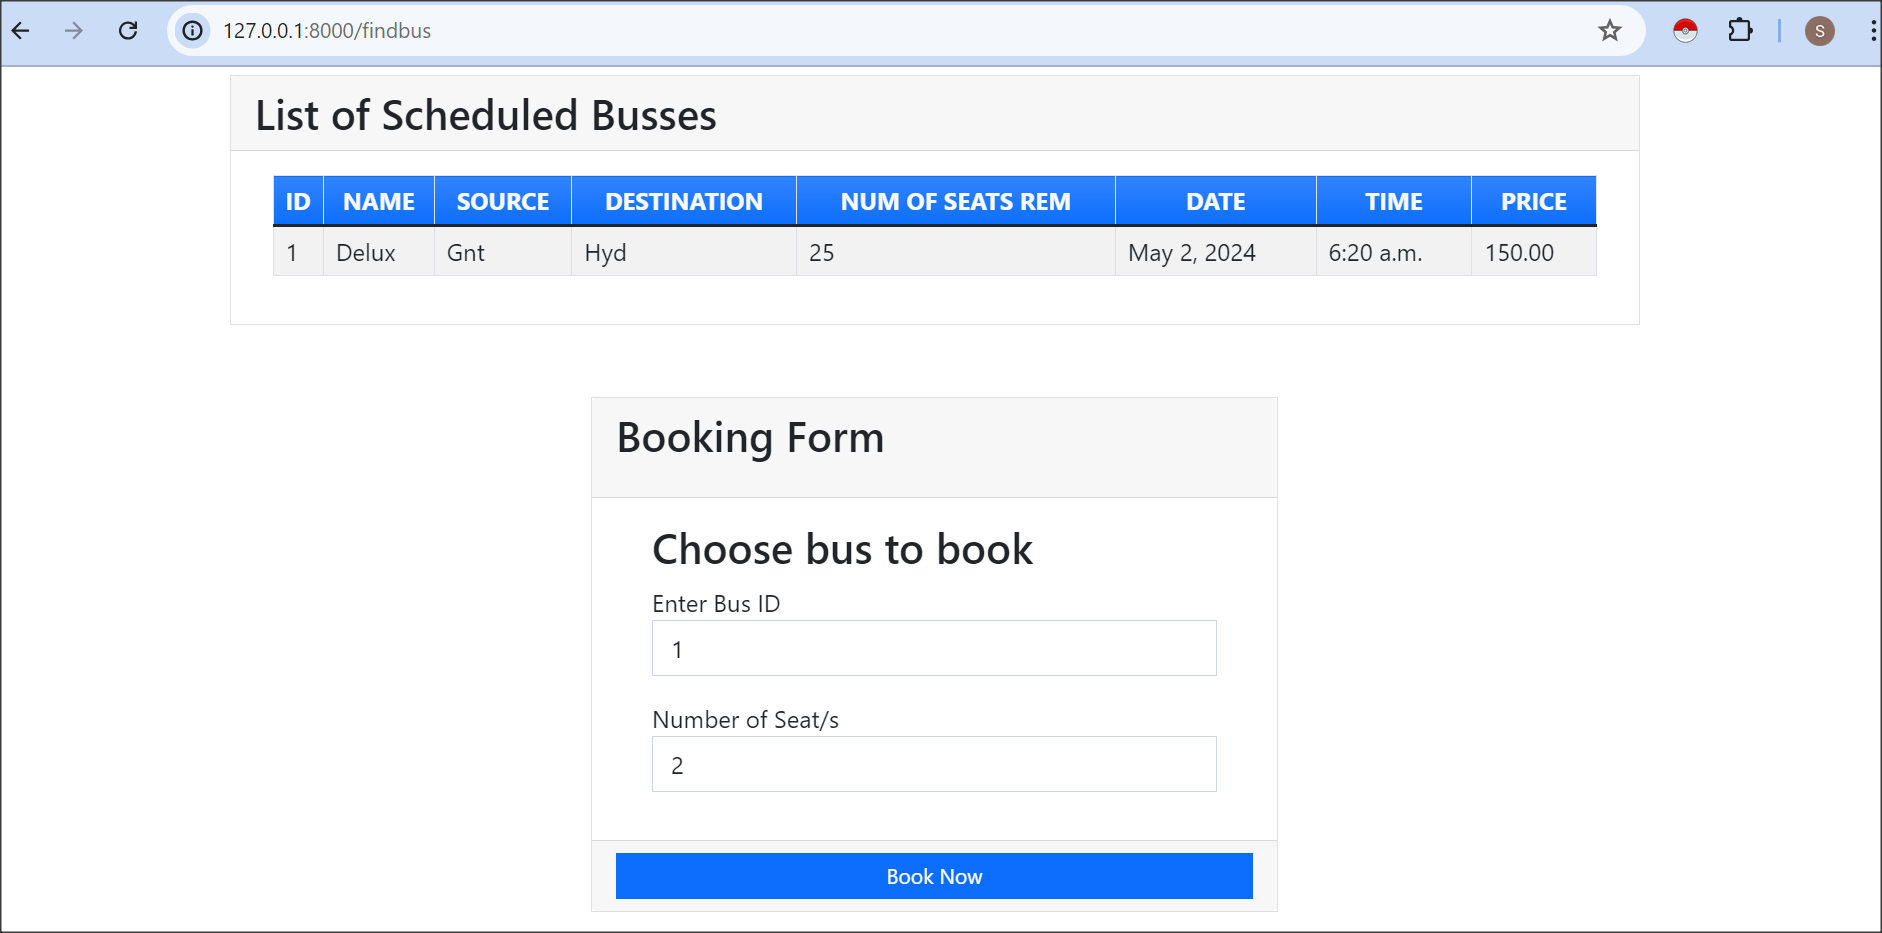 127.0.0.1:8000/findbus
S
List of Scheduled Busses
ID NAME SOURCE DESTINATION NUM OF SEATS REM DATE TIME PRICE
1 Delux Gnt Hyd 25 May 2, 2024 6:20 a.m. 150.00
Booking Form
Choose bus to book
Enter Bus ID
1
Number of Seat/s
2
Book Now